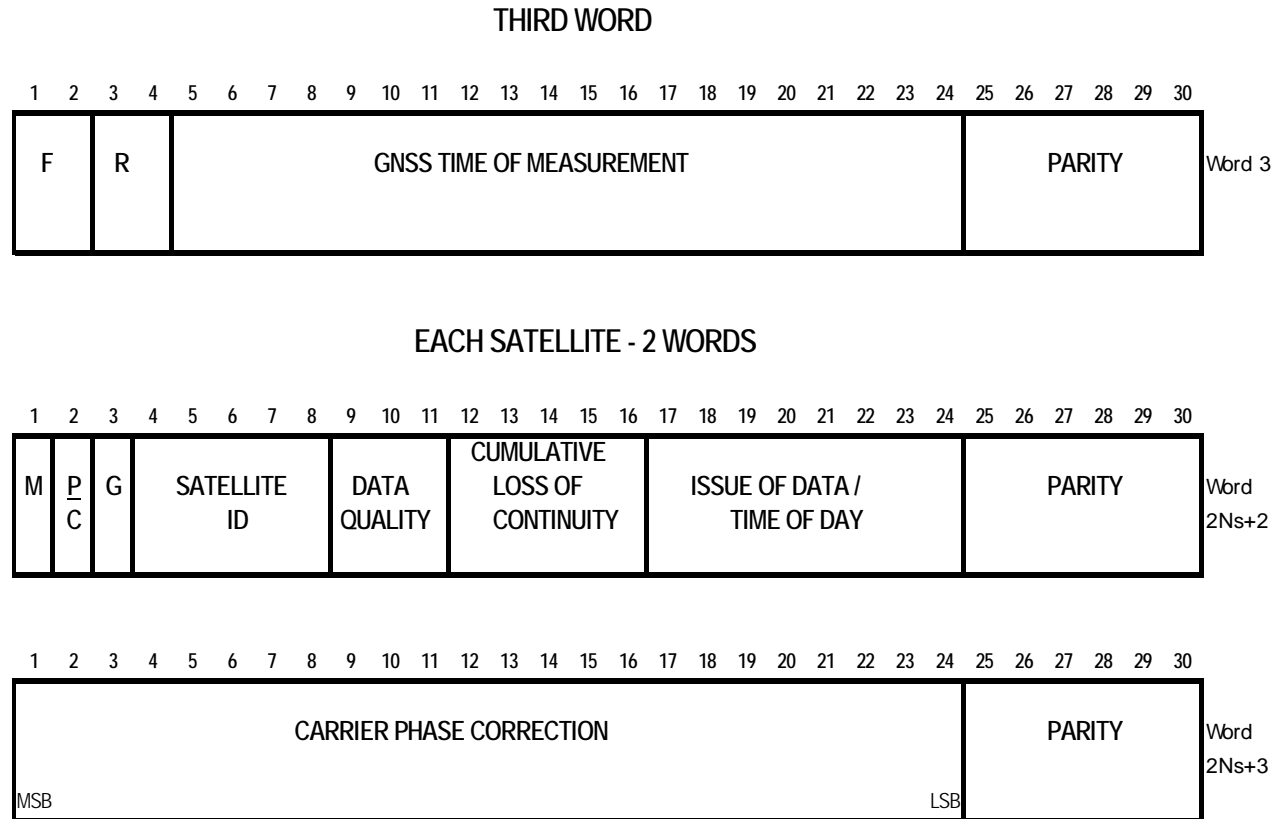 THIRD WORD
1 2 3 4 5 6 7 8 9 10 11 12 13 14 15 16 17 18 19 20 21 22 23 24 25 26 27 28 29 30
F R GNSS TIME OF MEASUREMENT PARITY Word 3
EACH SATELLITE - 2 WORDS
1 2 3 4 5 6 7 8 9 10 11 12 13 14 15 16 17 18 19 20 21 22 23 24 25 26 27 28 29 30
CUMULATIVE
M P G SATELLITE DATA LOSS OF ISSUE OF DATA / PARITY Word
C ID QUALITY CONTINUITY TIME OF DAY 2Ns+2
1 2 3 4 5 6 7 8 9 10 11 12 13 14 15 16 17 18 19 20 21 22 23 24 25 26 27 28 29 30
CARRIER PHASE CORRECTION PARITY Word
2Ns+3
MSB LSB